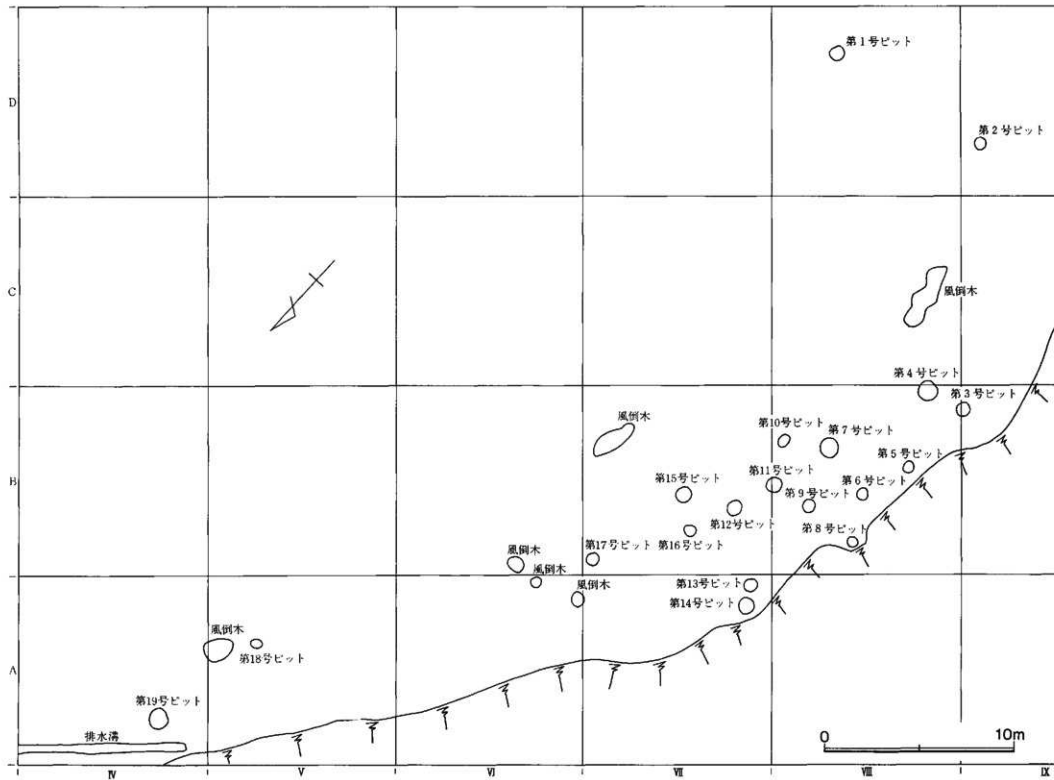 第1号ピット
D
第2号ピット
C
風倒木
第4号ピット
第3号ピット
風倒木
第10号ピット
第7号ピット
第5号ピット
B
第15号ピット
第11号ピット
第6号ピット
第9号ピット
第12号ピット
第8号ピット
第16号ピット
風倒木
第17号ピット
風倒木
風倒木
第13号ピット
第14号ピット
風倒木
第18号ピット
A
第19号ピット
排水溝
0 10m
IV V VI VII VIII IX